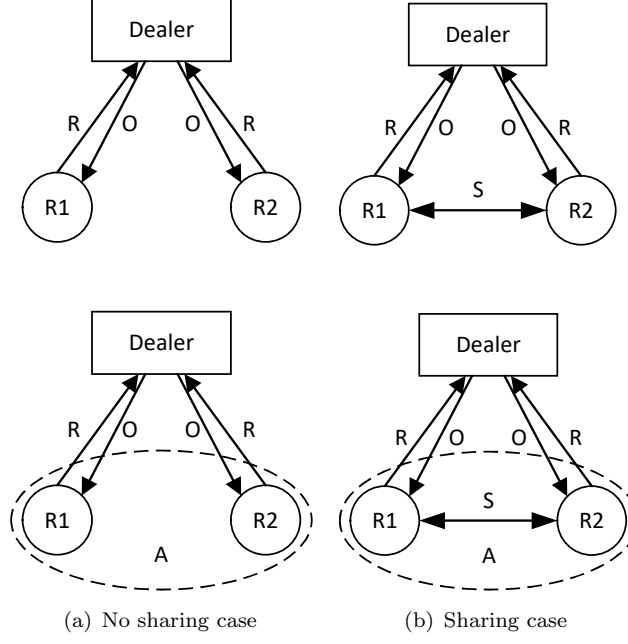 Dealer
Dealer
R O O R
R O O R
R1 R2
R1 S R2
Dealer
Dealer
R O O R
R O O R
R1 R2
R1 S R2
A
A
(a) No sharing case
(b) Sharing case